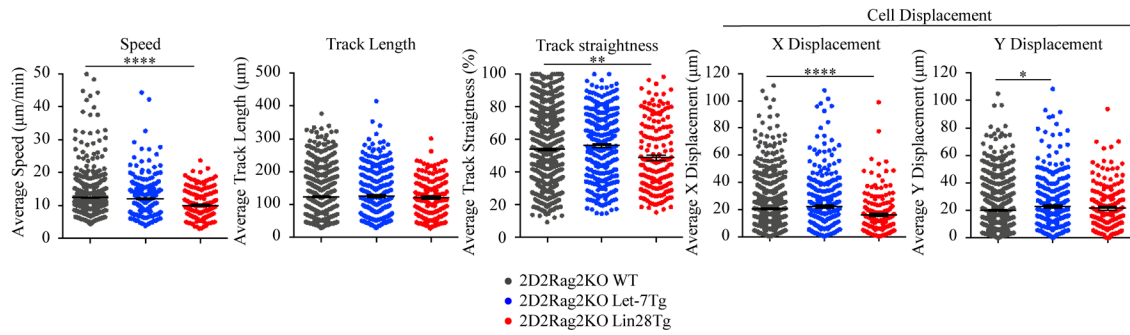 Cell Displacement
Speed
Track Length
Track straightness
X Displacement
Y Displacement
****
**
****
*
Average Speed (µm/min)
50
40
30
20
10
0
Average Track Length (µm)
500
400
300
200
100
0
Average Track Straigtness (%)
100
80
60
40
20
0
Average X Displacement (µm)
120
100
80
60
40
20
0
Average Y Displacement (µm)
120
100
80
60
40
20
0
2D2Rag2KO WT
2D2Rag2KO Let-7Tg
2D2Rag2KO Lin28Tg